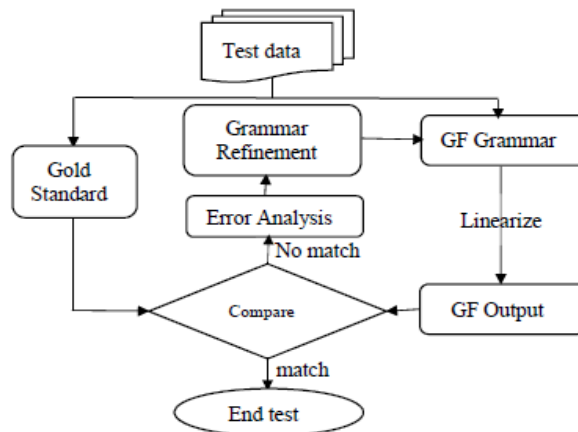 Test data
Grammar
Refinement
GF Grammar
Gold
Standard
Error Analysis
Linearize
No match
Compare
GF Output
match
End test